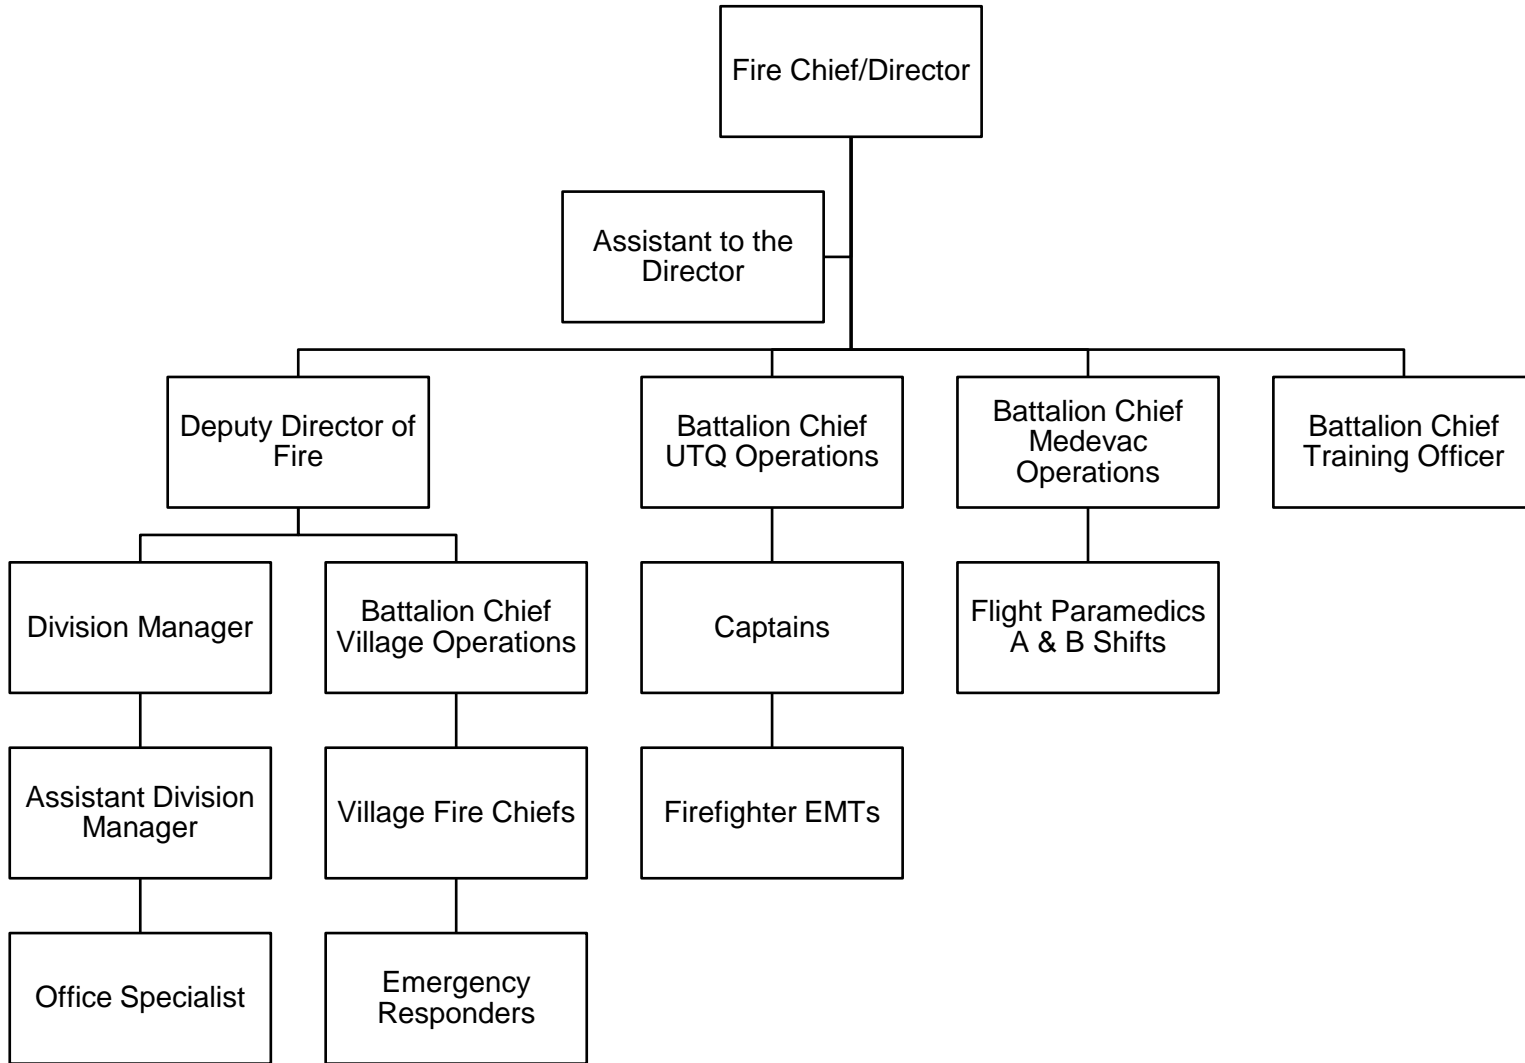 Fire Chief/Director
Assistant to the
Director
Deputy Director of
Fire
Battalion Chief
UTQ Operations
Battalion Chief
Medevac
Operations
Battalion Chief
Training Officer
Division Manager
Battalion Chief
Village Operations
Captains
Flight Paramedics
A & B Shifts
Assistant Division
Manager
Village Fire Chiefs
Firefighter EMTs
Office Specialist
Emergency
Responders